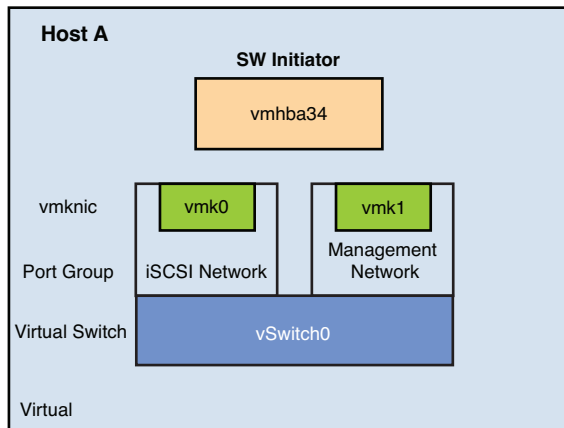 Host A
SW Initiator
vmhba34
vmknic
vmk0
vmk1
Port Group
iSCSI Network
Management
Network
Virtual Switch
vSwitch0
Virtual